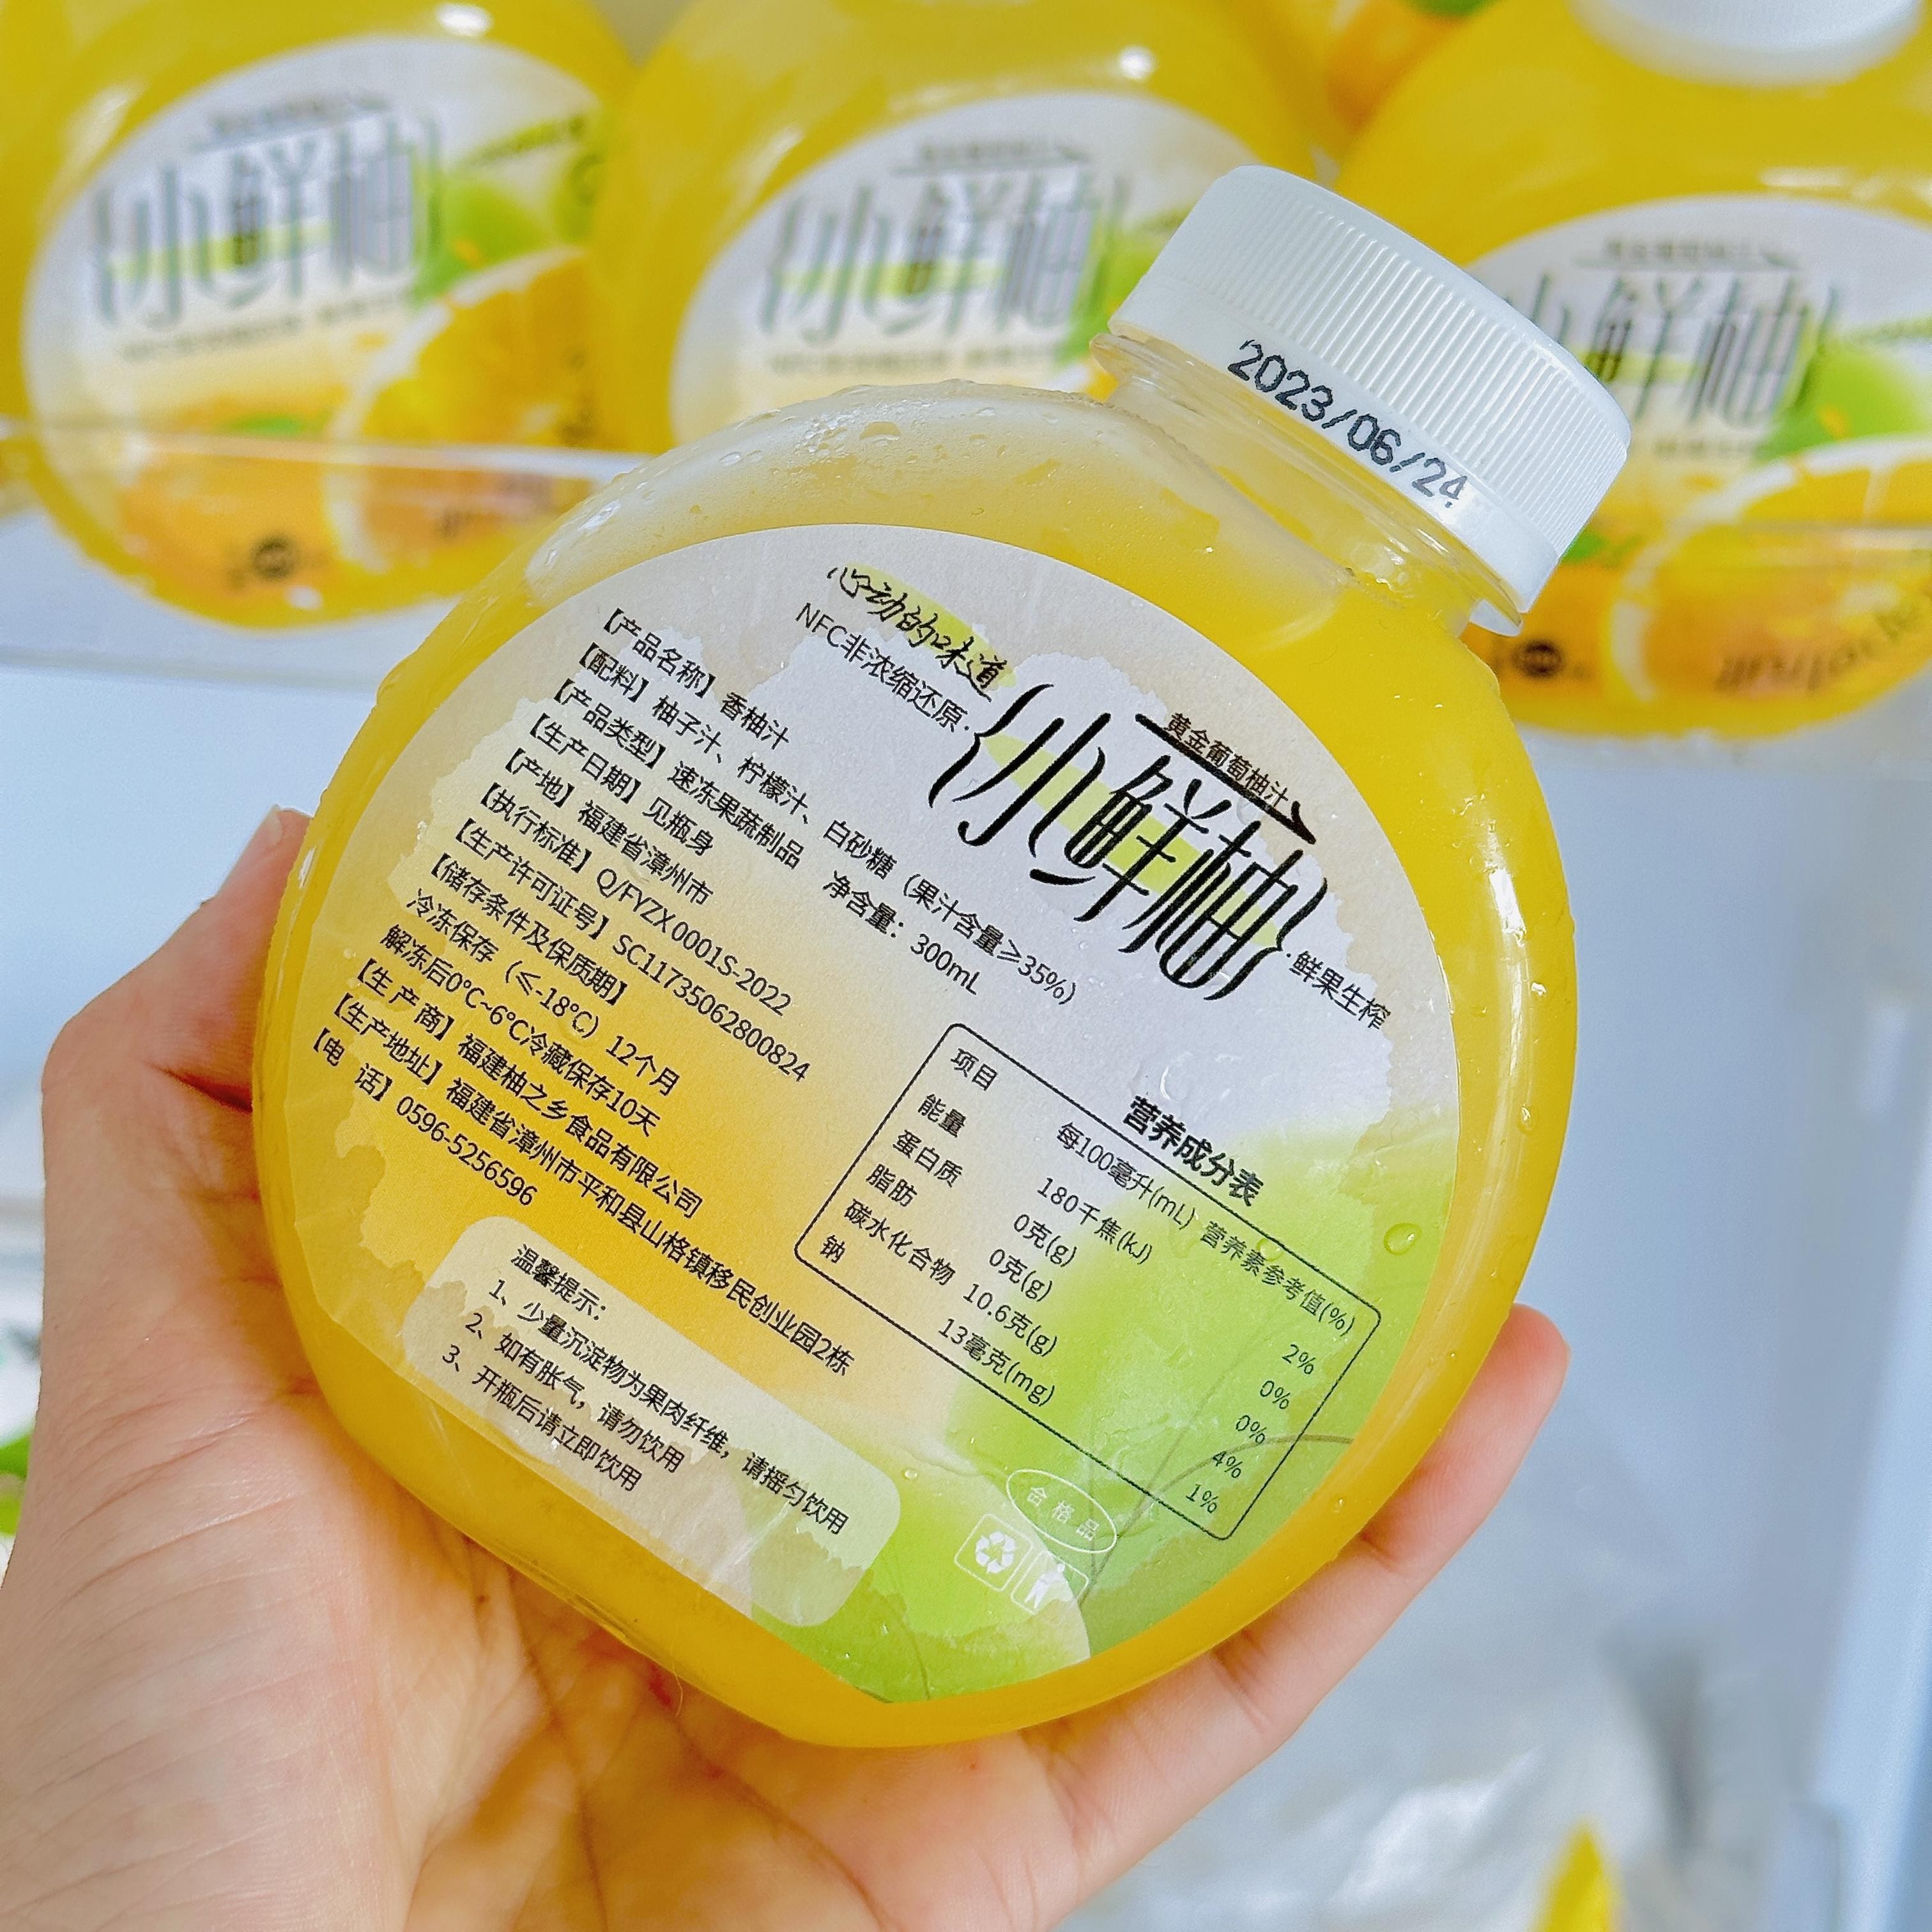 小鲜柚
小鲜柚
小鲜柚
2023/06/24
心动的味道
NFC非浓缩还原·
黄金葡萄柚汁
{小鲜柚}
·鲜果生榨
【产品名称】香柚汁
【配料】柚子汁、柠檬汁、白砂糖（果汁含量≥35%）
【产品类型】速冻果蔬制品 净含量：300mL
【生产日期】见瓶身
【产地】福建省漳州市
【执行标准】Q/FYZX 0001S-2022
【生产许可证号】SC11735062800824
【储存条件及保质期】
冷冻保存（≤-18℃）12个月
解冻后0℃~6℃冷藏保存10天
【生 产 商】福建柚之乡食品有限公司
【生产地址】福建省漳州市平和县山格镇移民创业园2栋
【电 话】0596-5256596
温馨提示：
1、少量沉淀物为果肉纤维，请摇匀饮用
2、如有胀气，请勿饮用
3、开瓶后请立即饮用
营养成分表
项目 每100毫升(mL) 营养素参考值(%)
能量 180千焦(kJ) 2%
蛋白质 0克(g) 0%
脂肪 0克(g) 0%
碳水化合物 10.6克(g) 4%
钠 13毫克(mg) 1%
合格品